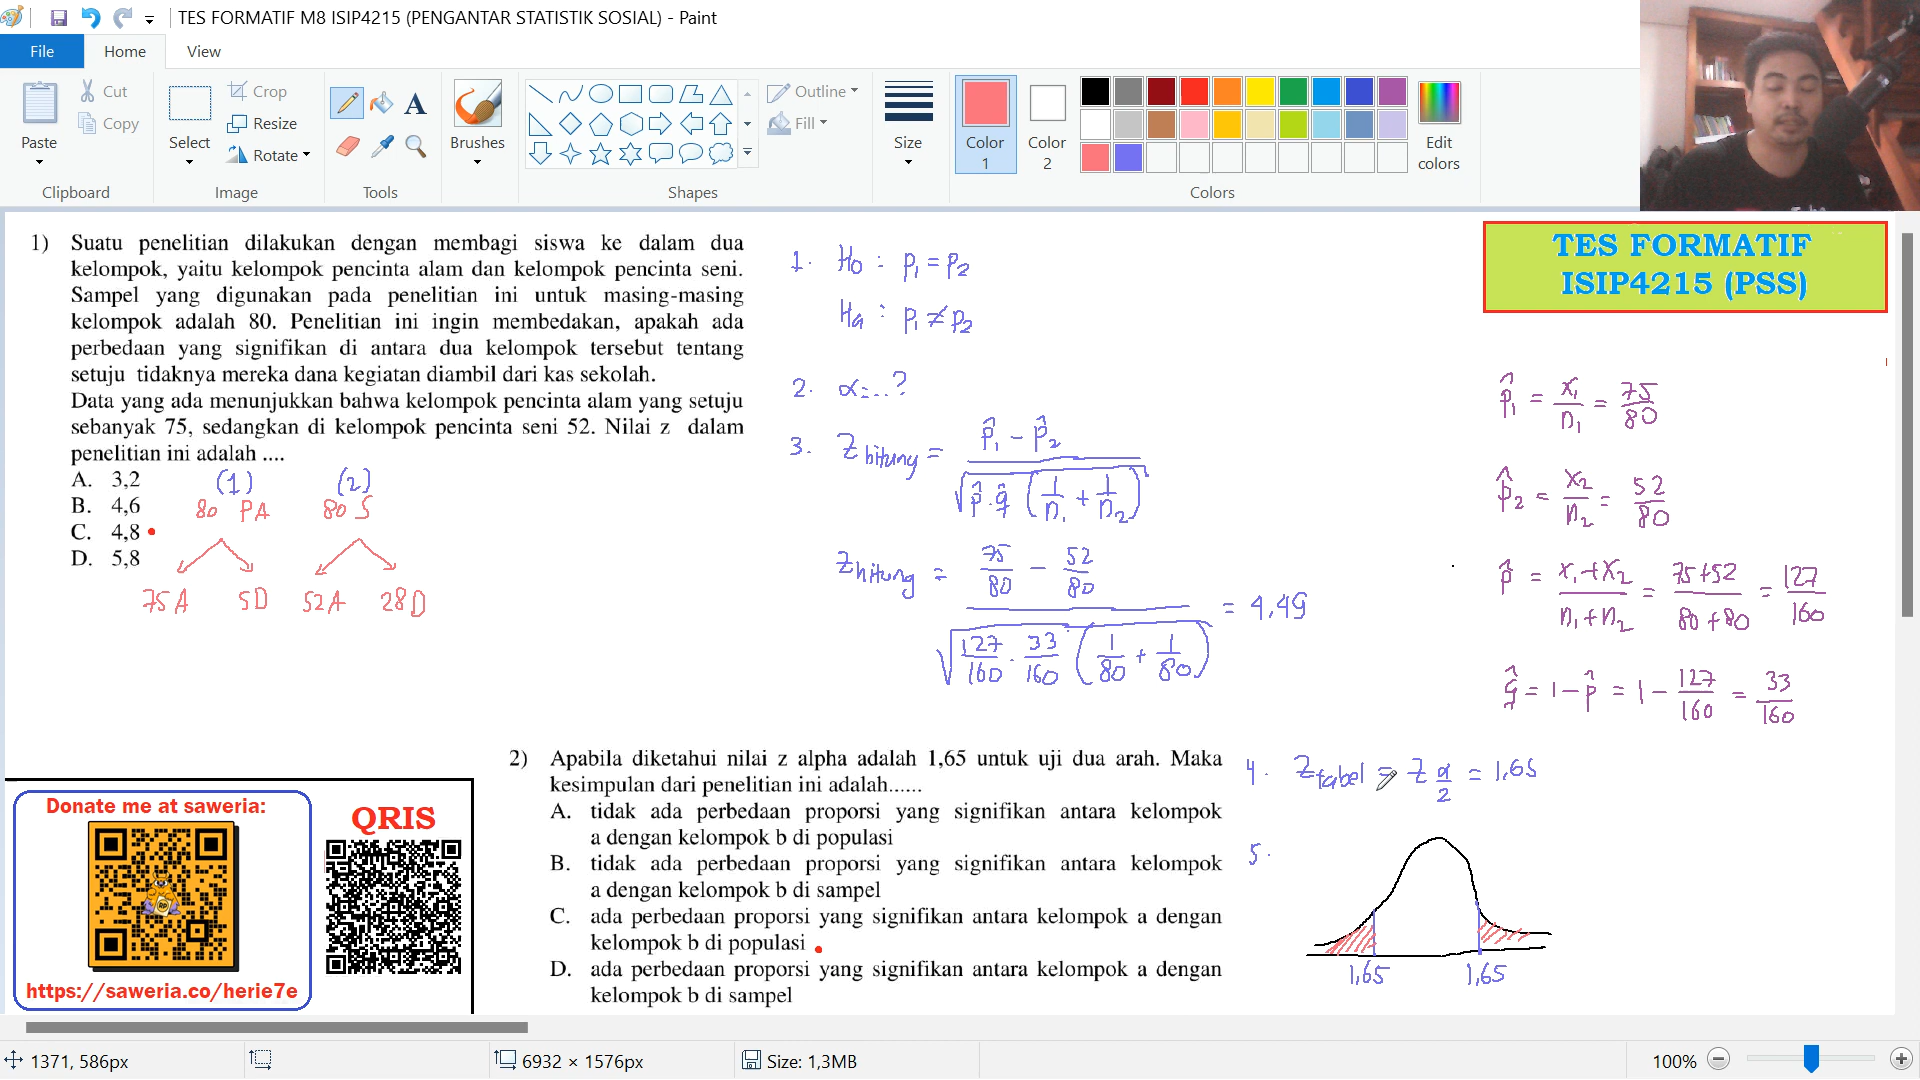 TES FORMATIF M8 ISIP4215 (PENGANTAR STATISTIK SOSIAL) - Paint
File Home View
Paste
Cut
Copy
Clipboard
Select
Crop
Resize
Rotate
Image
A
Tools
Brushes
Shapes
Outline
Fill
Size
Color 1
Color 2
Edit colors
Colors
1) Suatu penelitian dilakukan dengan membagi siswa ke dalam dua
kelompok, yaitu kelompok pencinta alam dan kelompok pencinta seni.
Sampel yang digunakan pada penelitian ini untuk masing-masing
kelompok adalah 80. Penelitian ini ingin membedakan, apakah ada
perbedaan yang signifikan di antara dua kelompok tersebut tentang
setuju tidaknya mereka dana kegiatan diambil dari kas sekolah.
Data yang ada menunjukkan bahwa kelompok pencinta alam yang setuju
sebanyak 75, sedangkan di kelompok pencinta seni 52. Nilai z dalam
penelitian ini adalah ....
A. 3,2
B. 4,6
C. 4,8
D. 5,8
(1) (2)
80 PA 80 S
75A 5D 52A 28D
1. H0 : p1 = p2
Ha : p1 ≠ p2
2. α = ..?
3. Zhitung = p̂1 - p̂2 / √p̂.q̂ (1/n1 + 1/n2)
Zhitung = 75/80 - 52/80 / √127/160 . 33/160 (1/80 + 1/80) = 4,49
TES FORMATIF
ISIP4215 (PSS)
p̂1 = x1/n1 = 75/80
p̂2 = x2/n2 = 52/80
p̂ = x1+x2/n1+n2 = 75+52/80+80 = 127/160
q̂ = 1-p̂ = 1 - 127/160 = 33/160
2) Apabila diketahui nilai z alpha adalah 1,65 untuk uji dua arah. Maka
kesimpulan dari penelitian ini adalah......
A. tidak ada perbedaan proporsi yang signifikan antara kelompok
a dengan kelompok b di populasi
B. tidak ada perbedaan proporsi yang signifikan antara kelompok
a dengan kelompok b di sampel
C. ada perbedaan proporsi yang signifikan antara kelompok a dengan
kelompok b di populasi
D. ada perbedaan proporsi yang signifikan antara kelompok a dengan
kelompok b di sampel
4. Ztabel = Z α/2 = 1,65
5.
1,65 1,65
Donate me at saweria:
https://saweria.co/herie7e
QRIS
1371, 586px
6932 × 1576px
Size: 1,3MB
100%